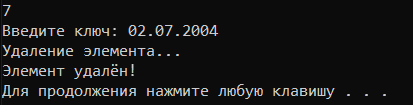 7
Введите ключ: 02.07.2004
Удаление элемента...
Элемент удалён!
Для продолжения нажмите любую клавишу . . .